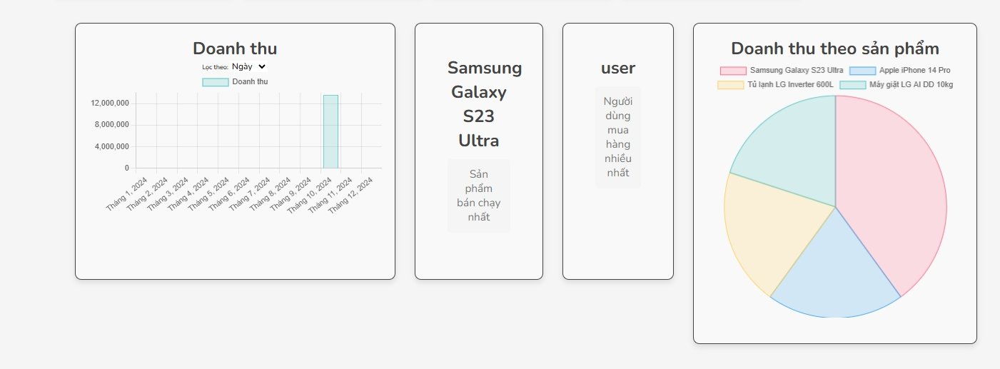 Doanh thu
Lọc theo: Ngày
Doanh thu
12,000,000
8,000,000
4,000,000
0
Tháng 1, 2024
Tháng 2, 2024
Tháng 3, 2024
Tháng 4, 2024
Tháng 5, 2024
Tháng 6, 2024
Tháng 7, 2024
Tháng 8, 2024
Tháng 9, 2024
Tháng 10, 2024
Tháng 11, 2024
Tháng 12, 2024
Samsung
Galaxy
S23
Ultra
Sản
phẩm
bán chạy
nhất
user
Người
dùng
mua
hàng
nhiều
nhất
Doanh thu theo sản phẩm
Samsung Galaxy S23 Ultra Apple iPhone 14 Pro
Tủ lạnh LG Inverter 600L Máy giặt LG AI DD 10kg